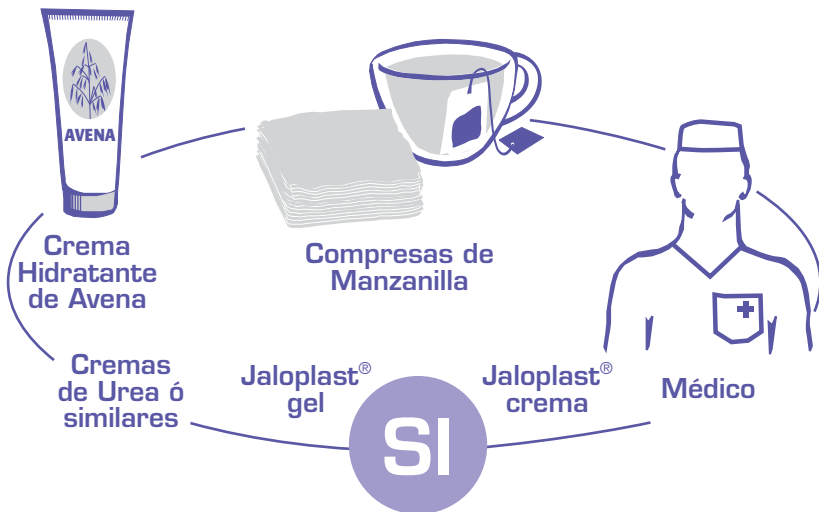 AVENA
Crema
Hidratante
de Avena
Compresas de
Manzanilla
Cremas
de Urea ó
similares
Jaloplast®
gel
Jaloplast®
crema
Médico
SI